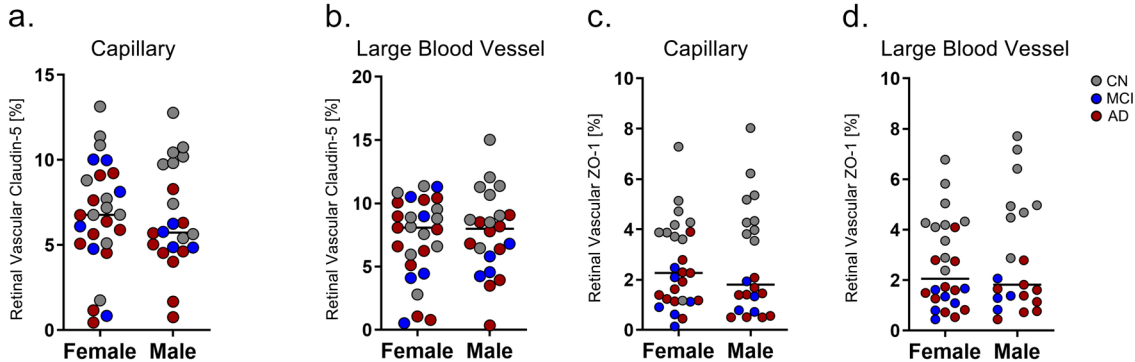 a.
Capillary
Retinal Vascular Claudin-5 [%]
15
10
5
0
Female Male
b.
Large Blood Vessel
Retinal Vascular Claudin-5 [%]
20
15
10
5
0
Female Male
c.
Capillary
Retinal Vascular ZO-1 [%]
10
8
6
4
2
0
Female Male
d.
Large Blood Vessel
Retinal Vascular ZO-1 [%]
10
8
6
4
2
0
Female Male
CN
MCI
AD